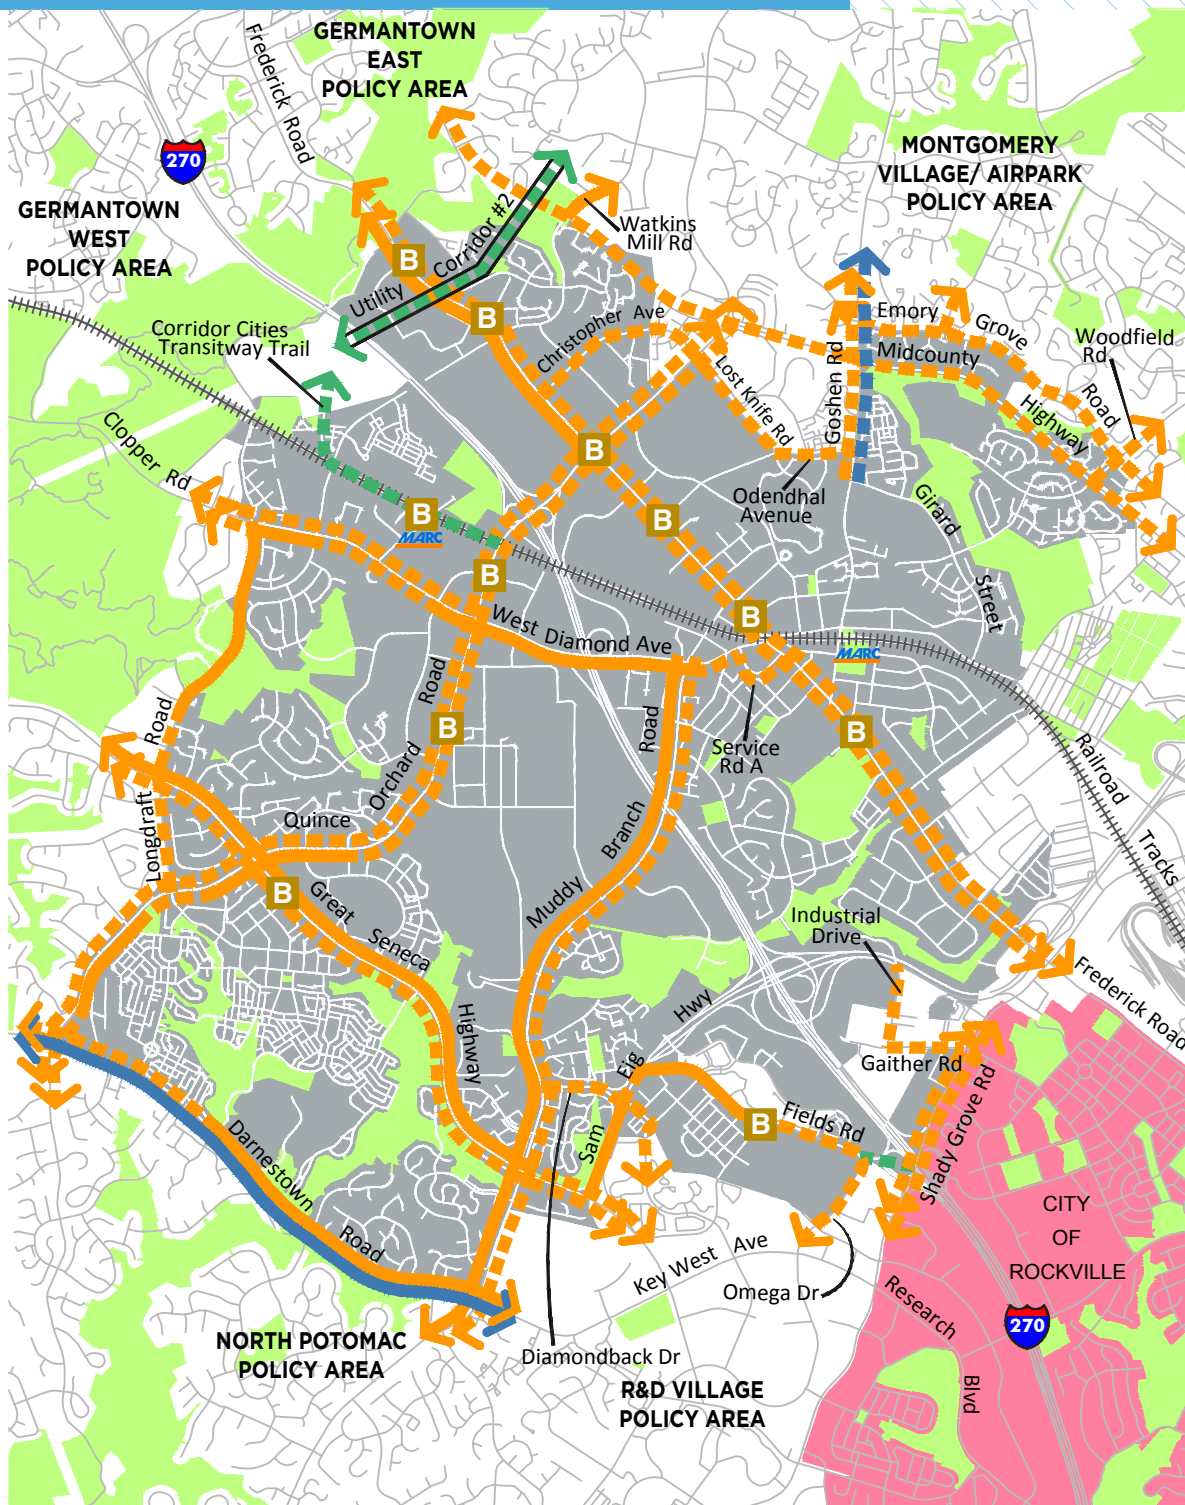 GERMANTOWN
EAST
POLICY AREA
Frederick Road
270
MONTGOMERY
VILLAGE/ AIRPARK
POLICY AREA
GERMANTOWN
WEST
POLICY AREA
Watkins
Mill Rd
Utility Corridor #2
B
B
Corridor Cities
Transitway Trail
Christopher Ave
Emory Grove Road
Midcounty Highway
Woodfield
Rd
Goshen Rd
Lost Knife Rd
Clopper Rd
B
Odendhal
Avenue
Girard Street
B
MARC
B
B
B
West Diamond Ave
MARC
Quince Orchard Road
B
Longdraft Road
Muddy Branch Road
Service
Rd A
B
Railroad Tracks
B
Great Seneca Highway
Industrial
Drive
Frederick Road
Sam Eig Hwy
Gaither Rd
Shady Grove Rd
B
Fields Rd
Darnestown Road
CITY
OF
ROCKVILLE
Key West Ave
Omega Dr
Research Blvd
270
NORTH POTOMAC
POLICY AREA
Diamondback Dr
R&D VILLAGE
POLICY AREA